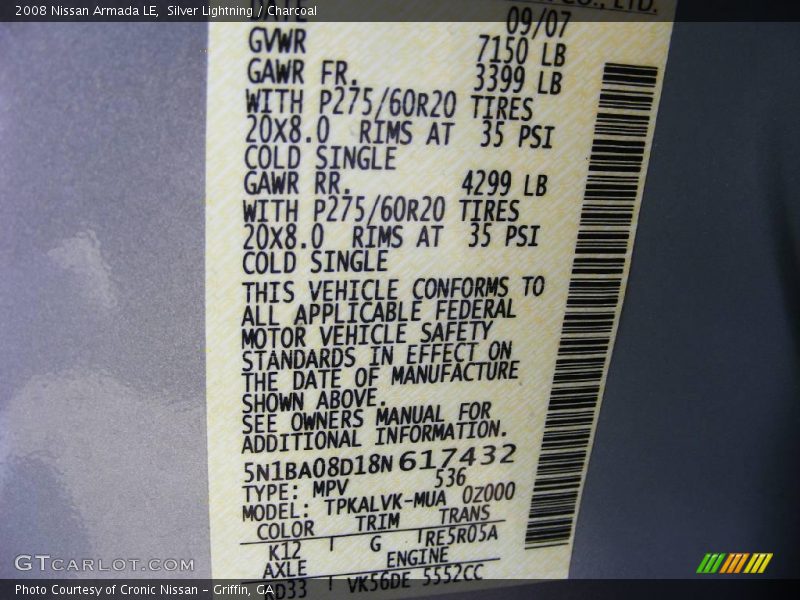 2008 Nissan Armada LE, Silver Lightning / Charcoal
CO., LTD.
DATE 09/07
GVWR 7150 LB
GAWR FR. 3399 LB
WITH P275/60R20 TIRES
20X8.0 RIMS AT 35 PSI
COLD SINGLE
GAWR RR. 4299 LB
WITH P275/60R20 TIRES
20X8.0 RIMS AT 35 PSI
COLD SINGLE
THIS VEHICLE CONFORMS TO
ALL APPLICABLE FEDERAL
MOTOR VEHICLE SAFETY
STANDARDS IN EFFECT ON
THE DATE OF MANUFACTURE
SHOWN ABOVE.
SEE OWNERS MANUAL FOR
ADDITIONAL INFORMATION.
5N1BA08D18N617432
TYPE: MPV 536
MODEL: TPKALVK-MUA 0Z000
COLOR TRIM TRANS
K12 G RE5R05A
AXLE ENGINE
RD33 VK56DE 5552CC
GTCARLOT.COM
Photo Courtesy of Cronic Nissan - Griffin, GA